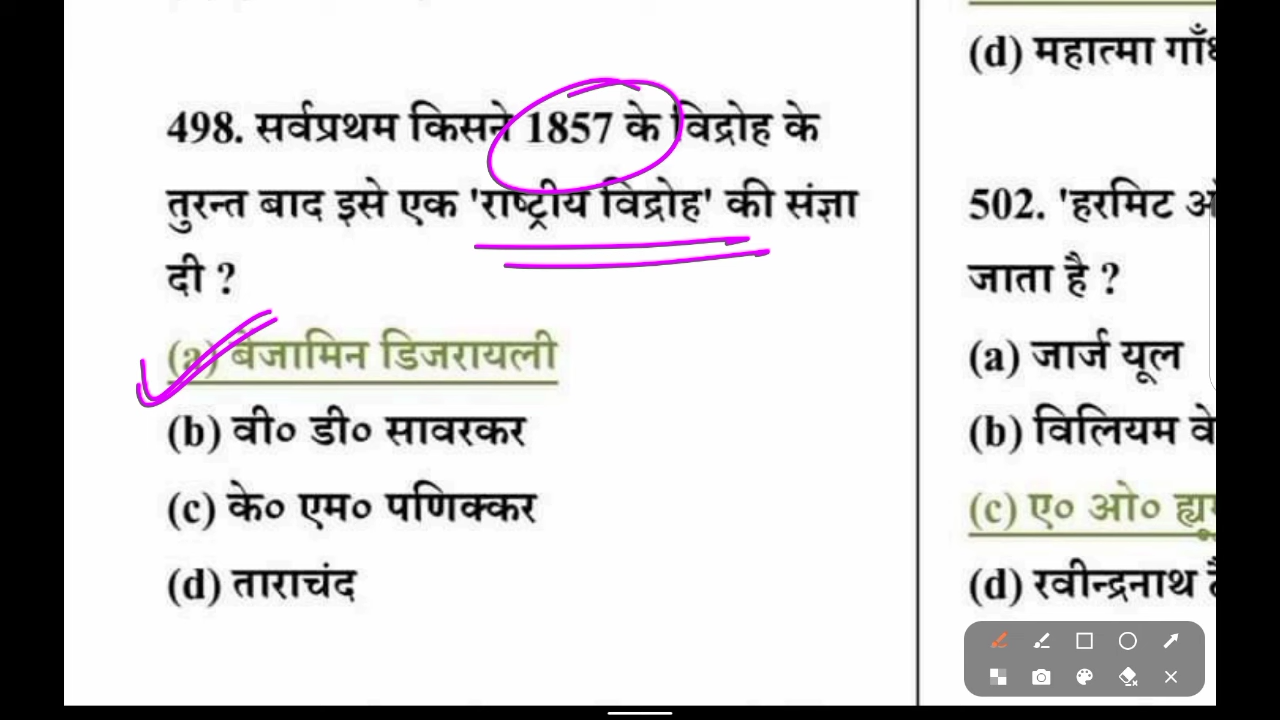 498. सर्वप्रथम किसने 1857 के विद्रोह के
तुरन्त बाद इसे एक 'राष्ट्रीय विद्रोह' की संज्ञा
दी ?
(a) बेंजामिन डिजरायली
(b) वी० डी० सावरकर
(c) के० एम० पणिक्कर
(d) ताराचंद
(d) महात्मा
502. 'हरमिट
जाता है ?
(a) जार्ज यूल
(b) विलियम
(c) ए० ओ०
(d) रवीन्द्रनाथ